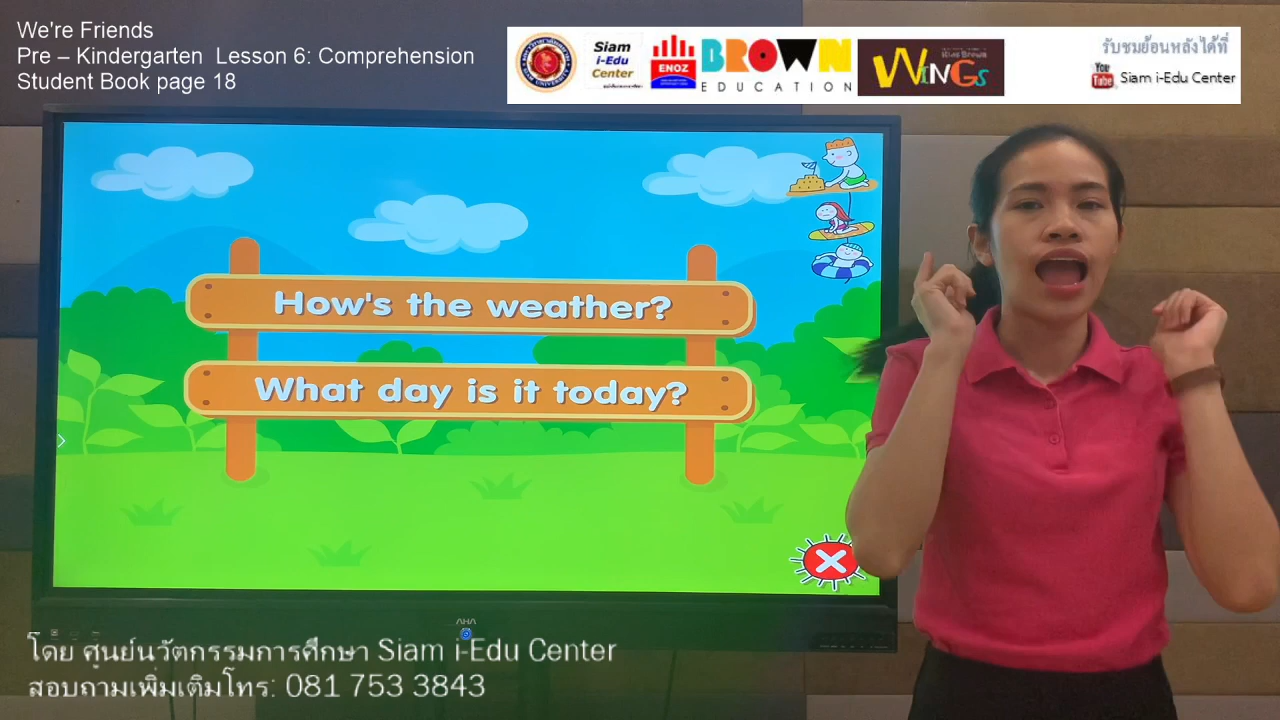 We're Friends
Pre – Kindergarten Lesson 6: Comprehension
Student Book page 18
Siam
i-Edu
Center
ENOZ
BROWN
EDUCATION
WINGS
รับชมย้อนหลังได้ที่
You
Tube
Siam i-Edu Center
How's the weather?
What day is it today?
AHA
โดย ศูนย์นวัตกรรมการศึกษา Siam i-Edu Center
สอบถามเพิ่มเติมโทร: 081 753 3843